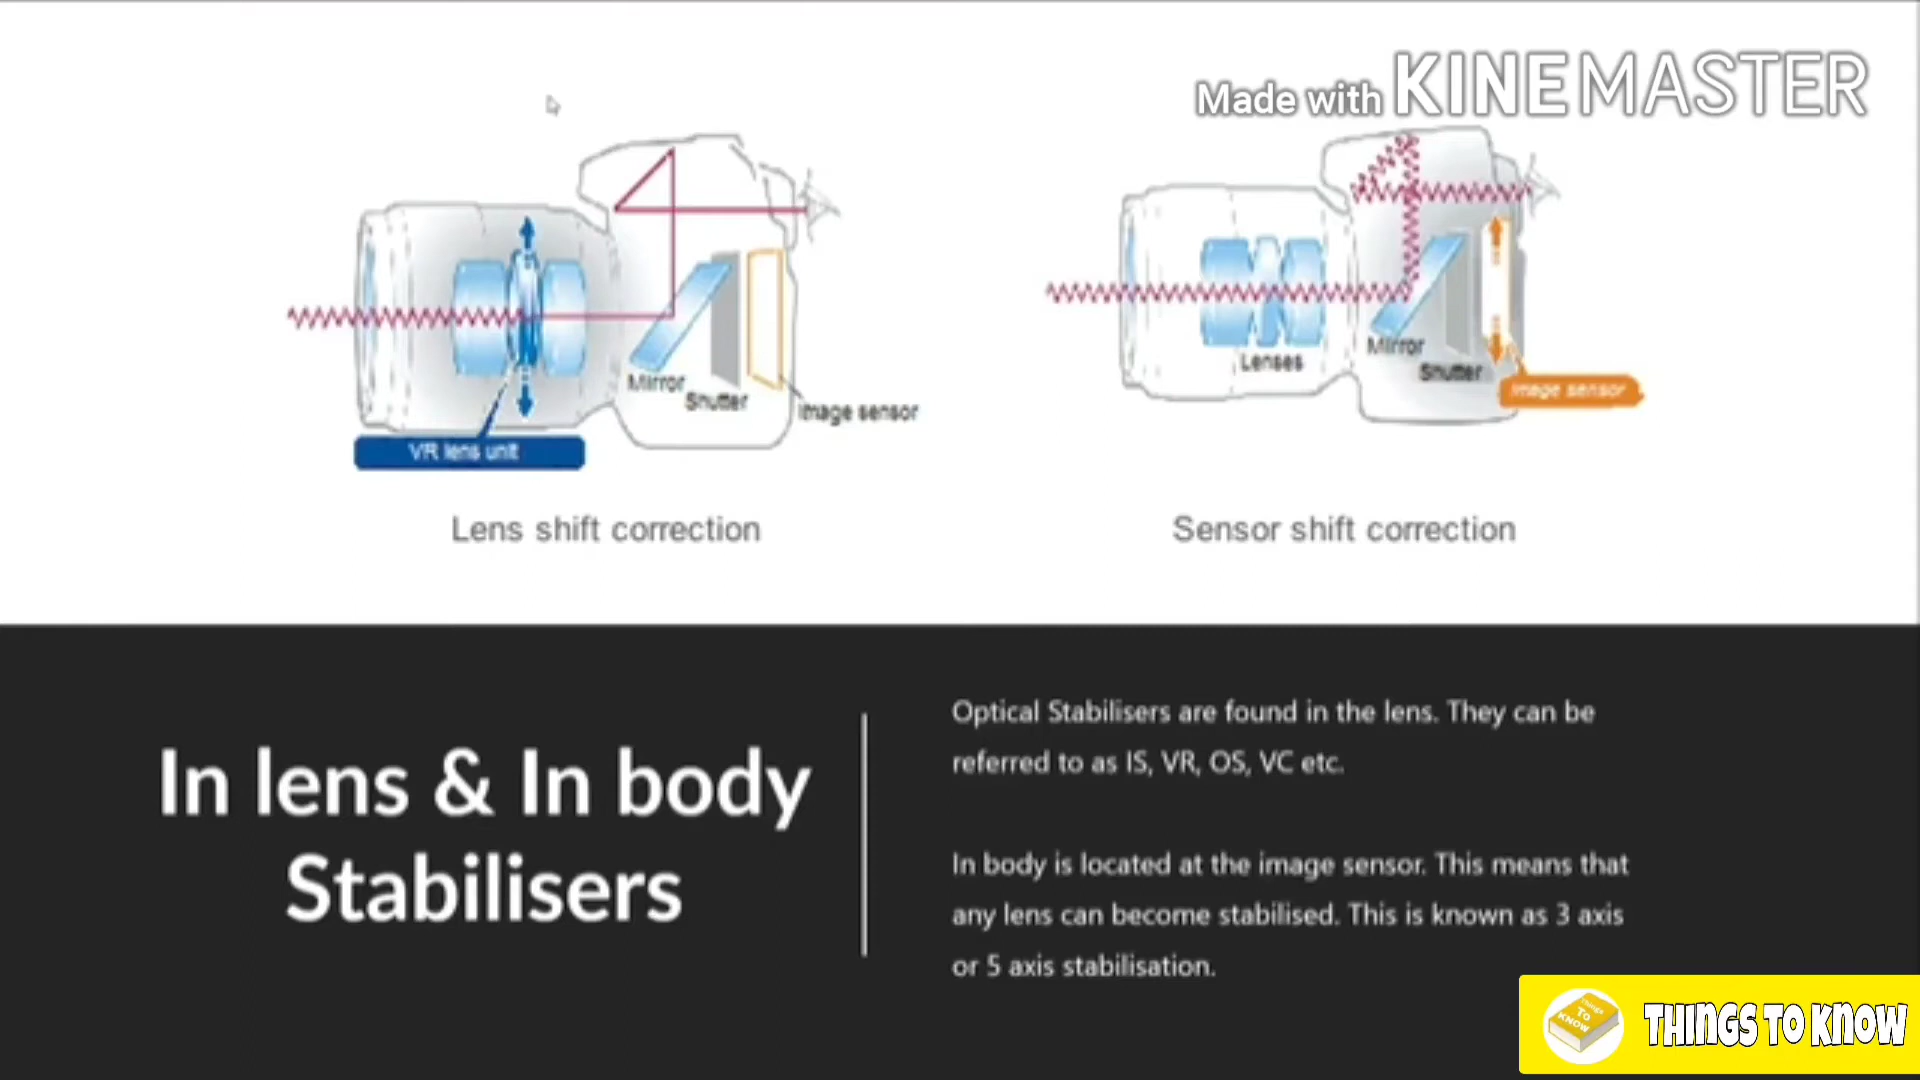 Made with KINEMASTER
Mirror
Shutter
Image sensor
VR lens unit
Lens shift correction
Lenses
Mirror
Shutter
Image sensor
Sensor shift correction
In lens & In body
Stabilisers
Optical Stabilisers are found in the lens. They can be
referred to as IS, VR, OS, VC etc.
In body is located at the image sensor. This means that
any lens can become stabilised. This is known as 3 axis
or 5 axis stabilisation.
Things
To
KNOW
THINGS TO KNOW